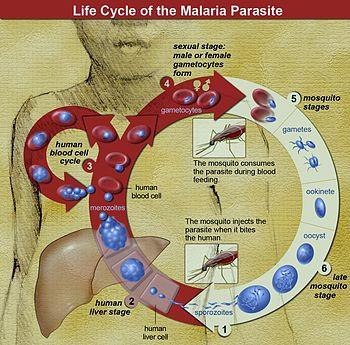 Life Cycle of the Malaria Parasite
sexual stage:
male or female
gametocytes
form
4
gametocytes
5
mosquito
stages
gametes
ookinete
oocyst
6
late
mosquito
stage
human
blood cell
cycle
3
merozoites
human
blood cell
The mosquito consumes
the parasite during blood
feeding.
The mosquito injects the
parasite when it bites
the human.
2
human
liver stage
human
liver cell
sporozoites
1